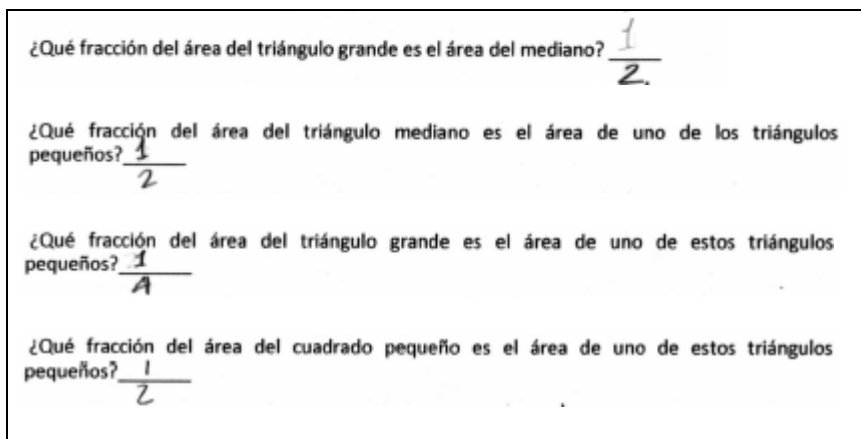 ¿Qué fracción del área del triángulo grande es el área del mediano? 1
2.
¿Qué fracción del área del triángulo mediano es el área de uno de los triángulos
pequeños? 1
2
¿Qué fracción del área del triángulo grande es el área de uno de estos triángulos
pequeños? 1
4
¿Qué fracción del área del cuadrado pequeño es el área de uno de estos triángulos
pequeños? 1
2